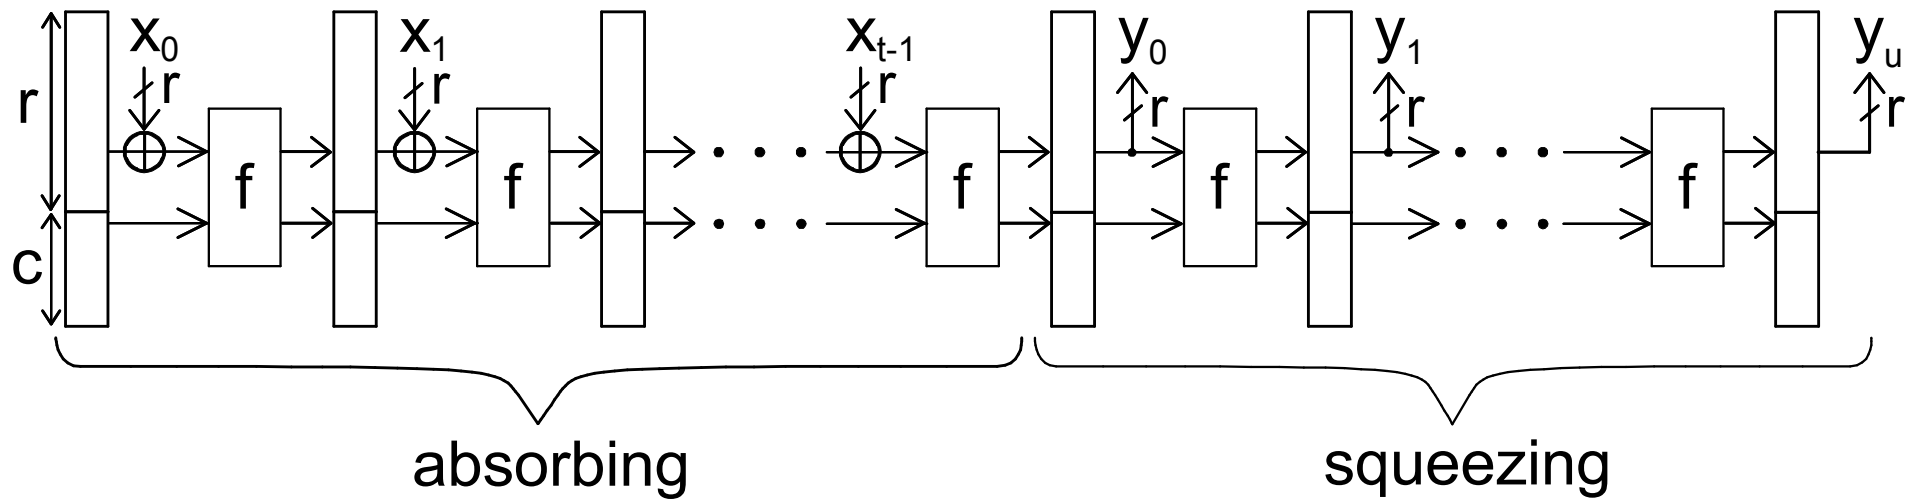 x₀ x₁ xₜ₋₁ y₀ y₁ yᵤ
r r r r r r r
f f f f f f
c
absorbing squeezing